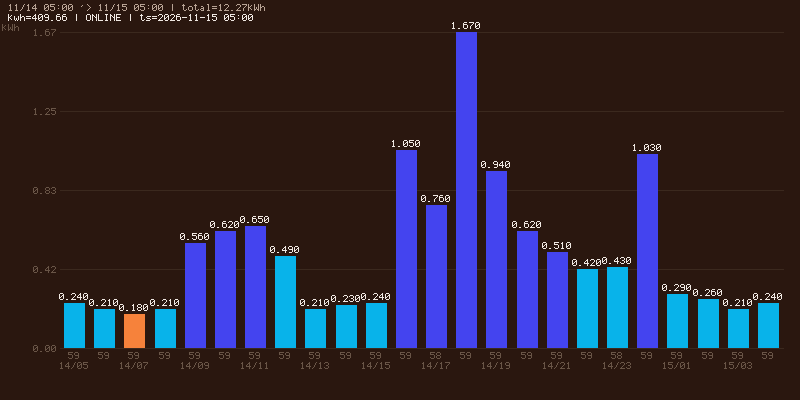 11/14 05:00 -> 11/15 05:00 | total=12.27kWh
Kwh=409.66 | ONLINE | ts=2026-11-15 05:00
kWh
1.67
1.25
0.83
0.42
0.00
0.240 0.210 0.180 0.210 0.560 0.620 0.650 0.490 0.210 0.230 0.240 1.050 0.760 1.670 0.940 0.620 0.510 0.420 0.430 1.030 0.290 0.260 0.210 0.240
59 59 59 59 59 59 59 59 59 59 59 59 58 59 59 59 59 59 58 59 59 59 59 59
14/05 14/07 14/09 14/11 14/13 14/15 14/17 14/19 14/21 14/23 15/01 15/03